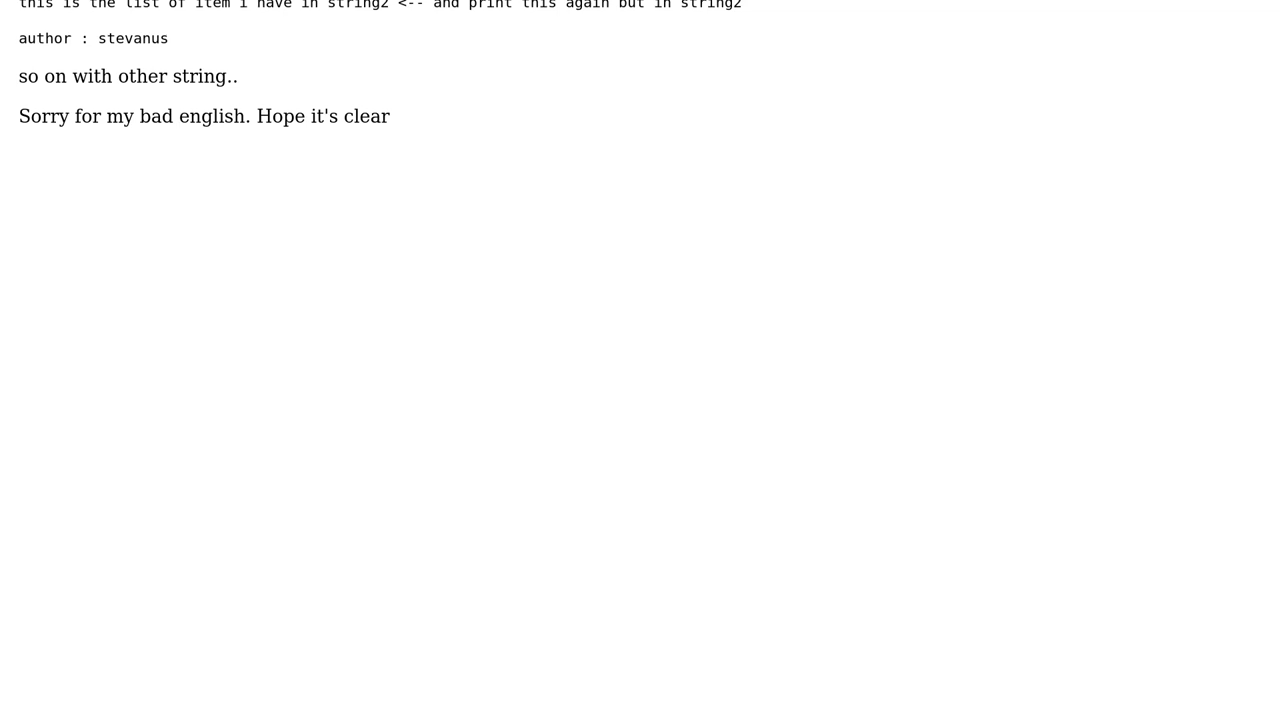 this is the list of item i have in string2 <-- and print this again but in string2
author : stevanus
so on with other string..
Sorry for my bad english. Hope it's clear